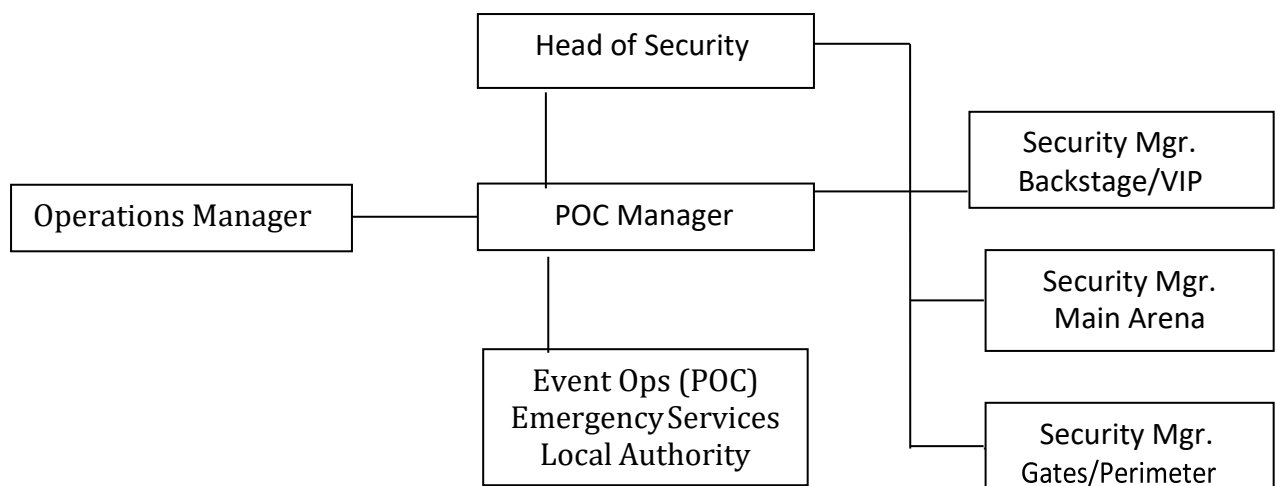 Head of Security
Security Mgr.
Backstage/VIP
Operations Manager
POC Manager
Security Mgr.
Main Arena
Event Ops (POC)
Emergency Services
Local Authority
Security Mgr.
Gates/Perimeter